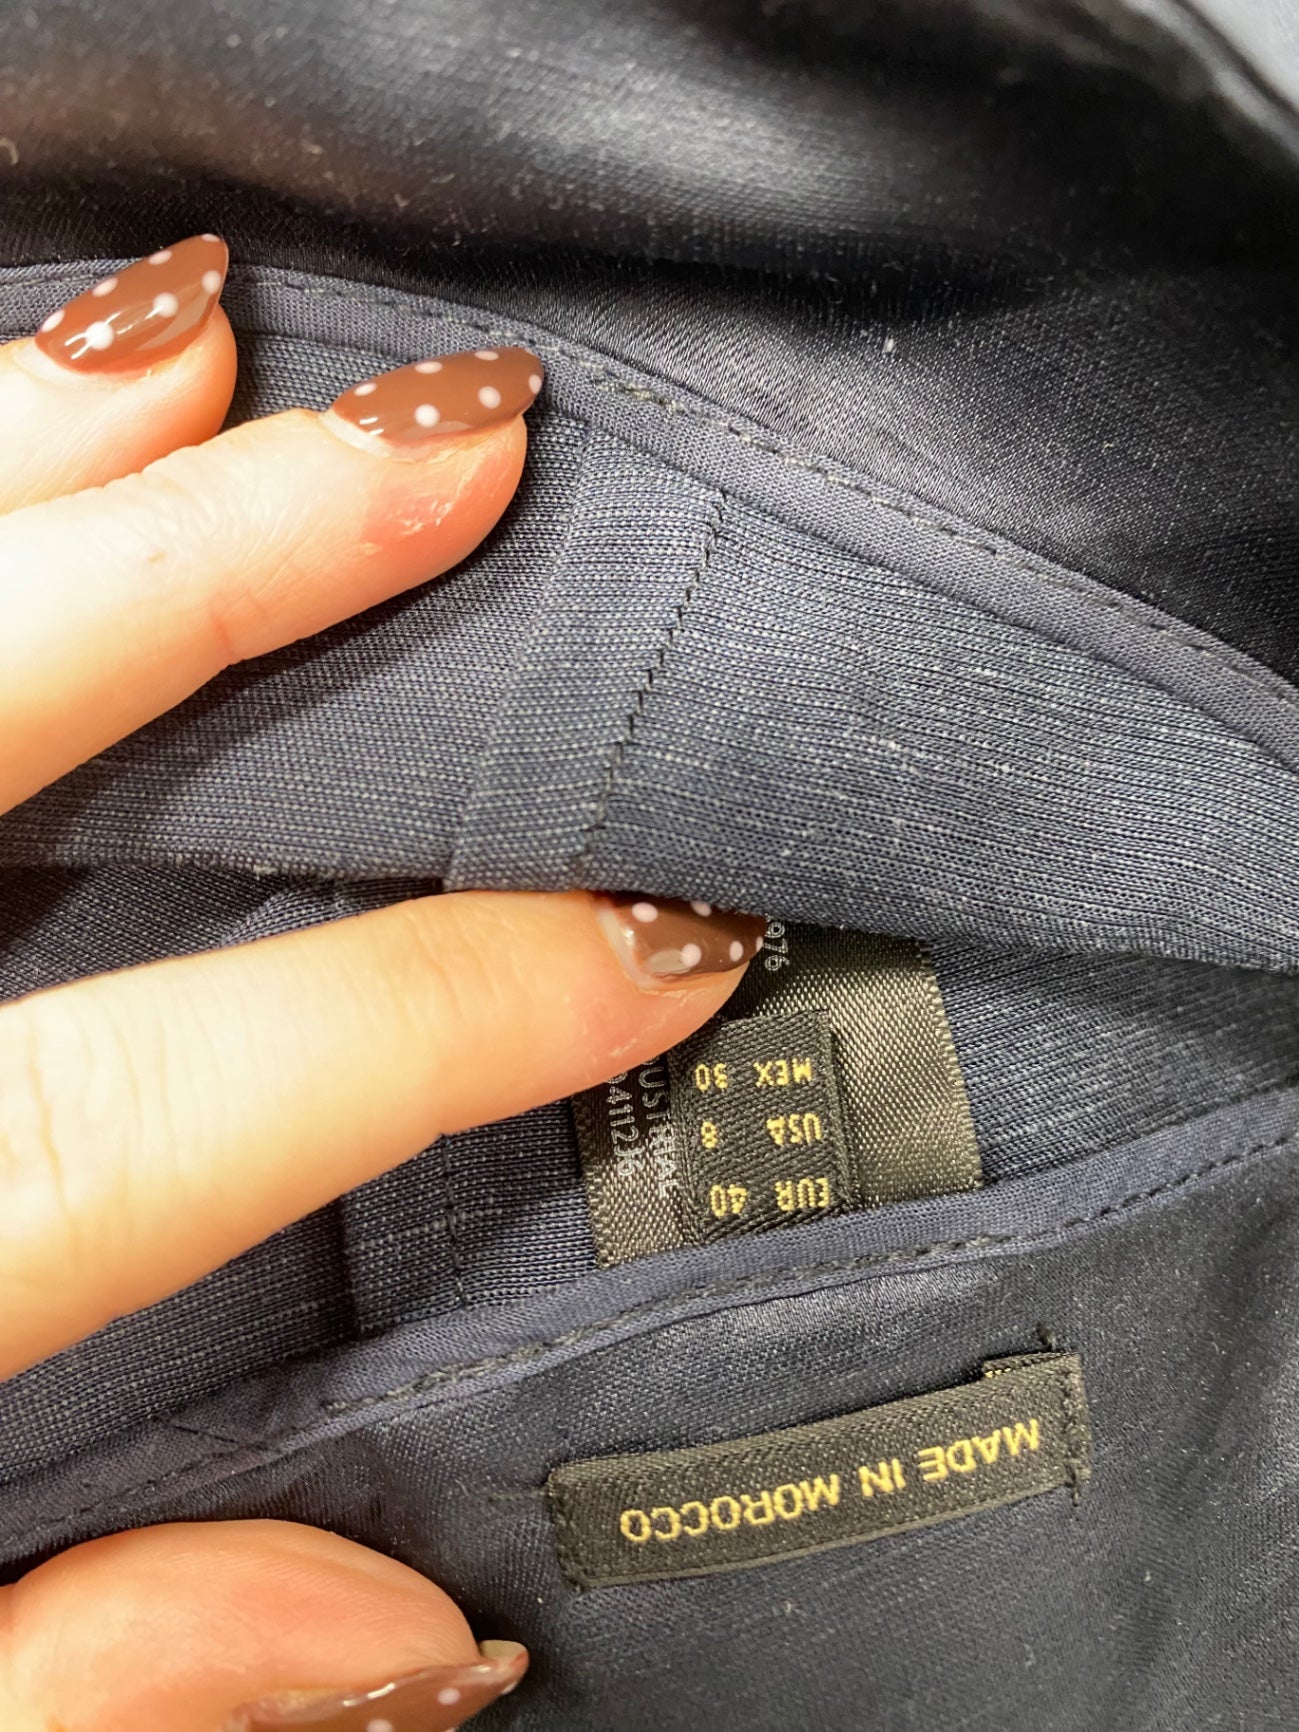 EUR 40
USA 8
MEX 30
MADE IN MOROCCO